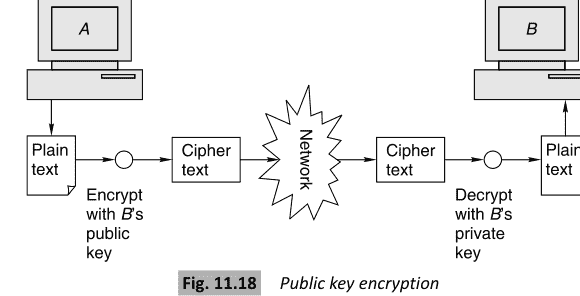 A
B
Plain
text
Cipher
text
Network
Cipher
text
Plain
text
Encrypt
with B's
public
key
Decrypt
with B's
private
key
Fig. 11.18 Public key encryption